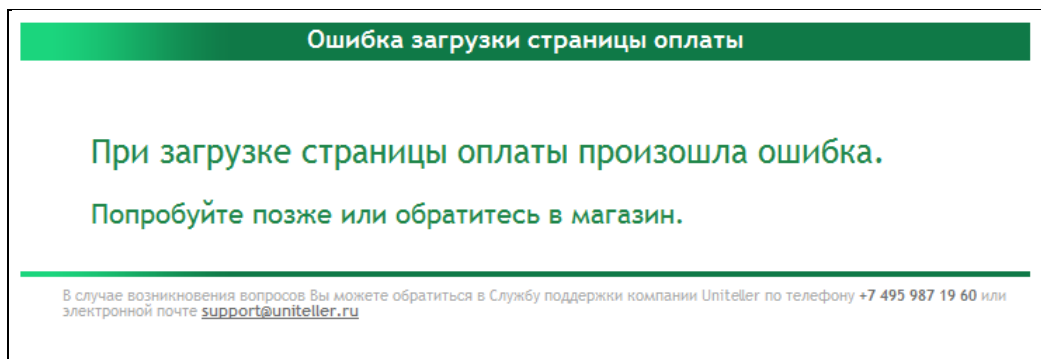 Ошибка загрузки страницы оплаты
При загрузке страницы оплаты произошла ошибка.
Попробуйте позже или обратитесь в магазин.
В случае возникновения вопросов Вы можете обратиться в Службу поддержки компании Uniteller по телефону +7 495 987 19 60 или
электронной почте support@uniteller.ru